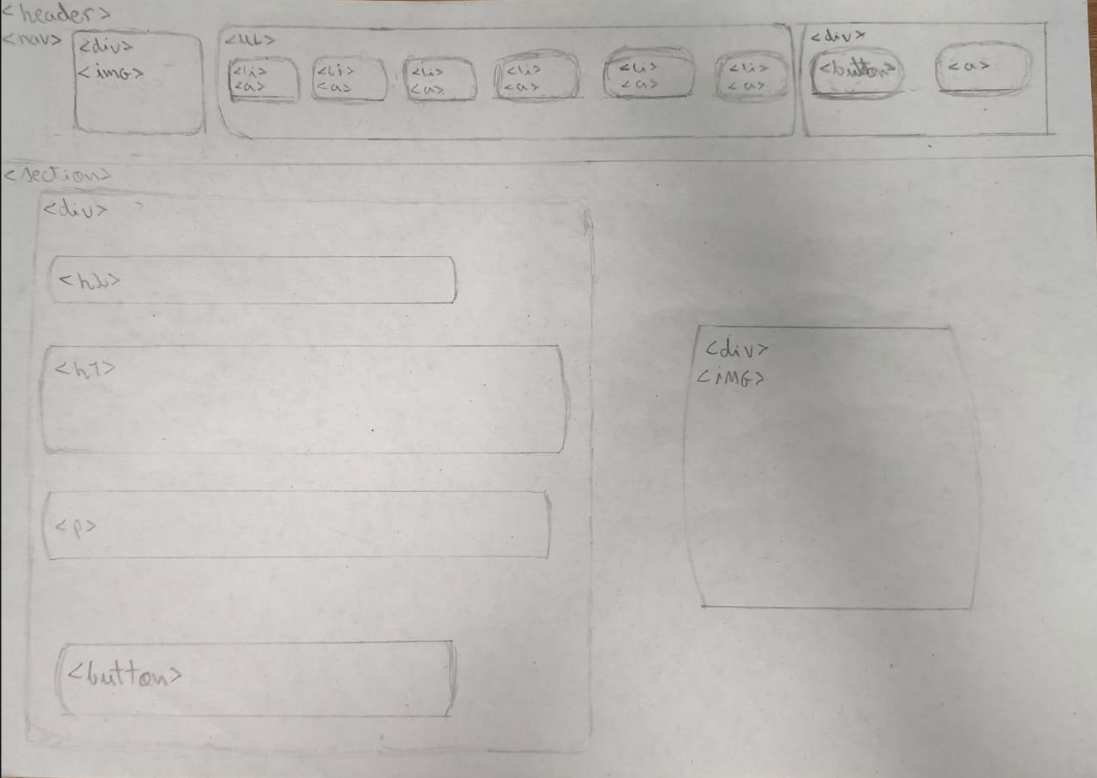 <header>
<nav>
<div>
<img>
<ul>
<li>
<a>
<li>
<a>
<li>
<a>
<li>
<a>
<li>
<a>
<li>
<a>
<div>
<button>
<a>
<section>
<div>
<h2>
<h1>
<p>
<button>
<div>
<iMG>